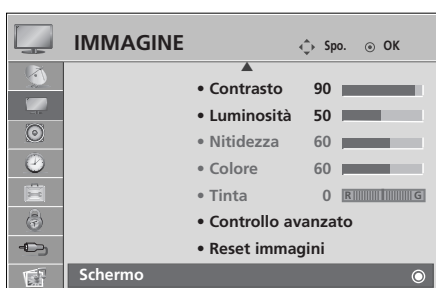 IMMAGINE Spo. OK
• Contrasto 90
• Luminosità 50
• Nitidezza 60
• Colore 60
• Tinta 0 R G
• Controllo avanzato
• Reset immagini
Schermo